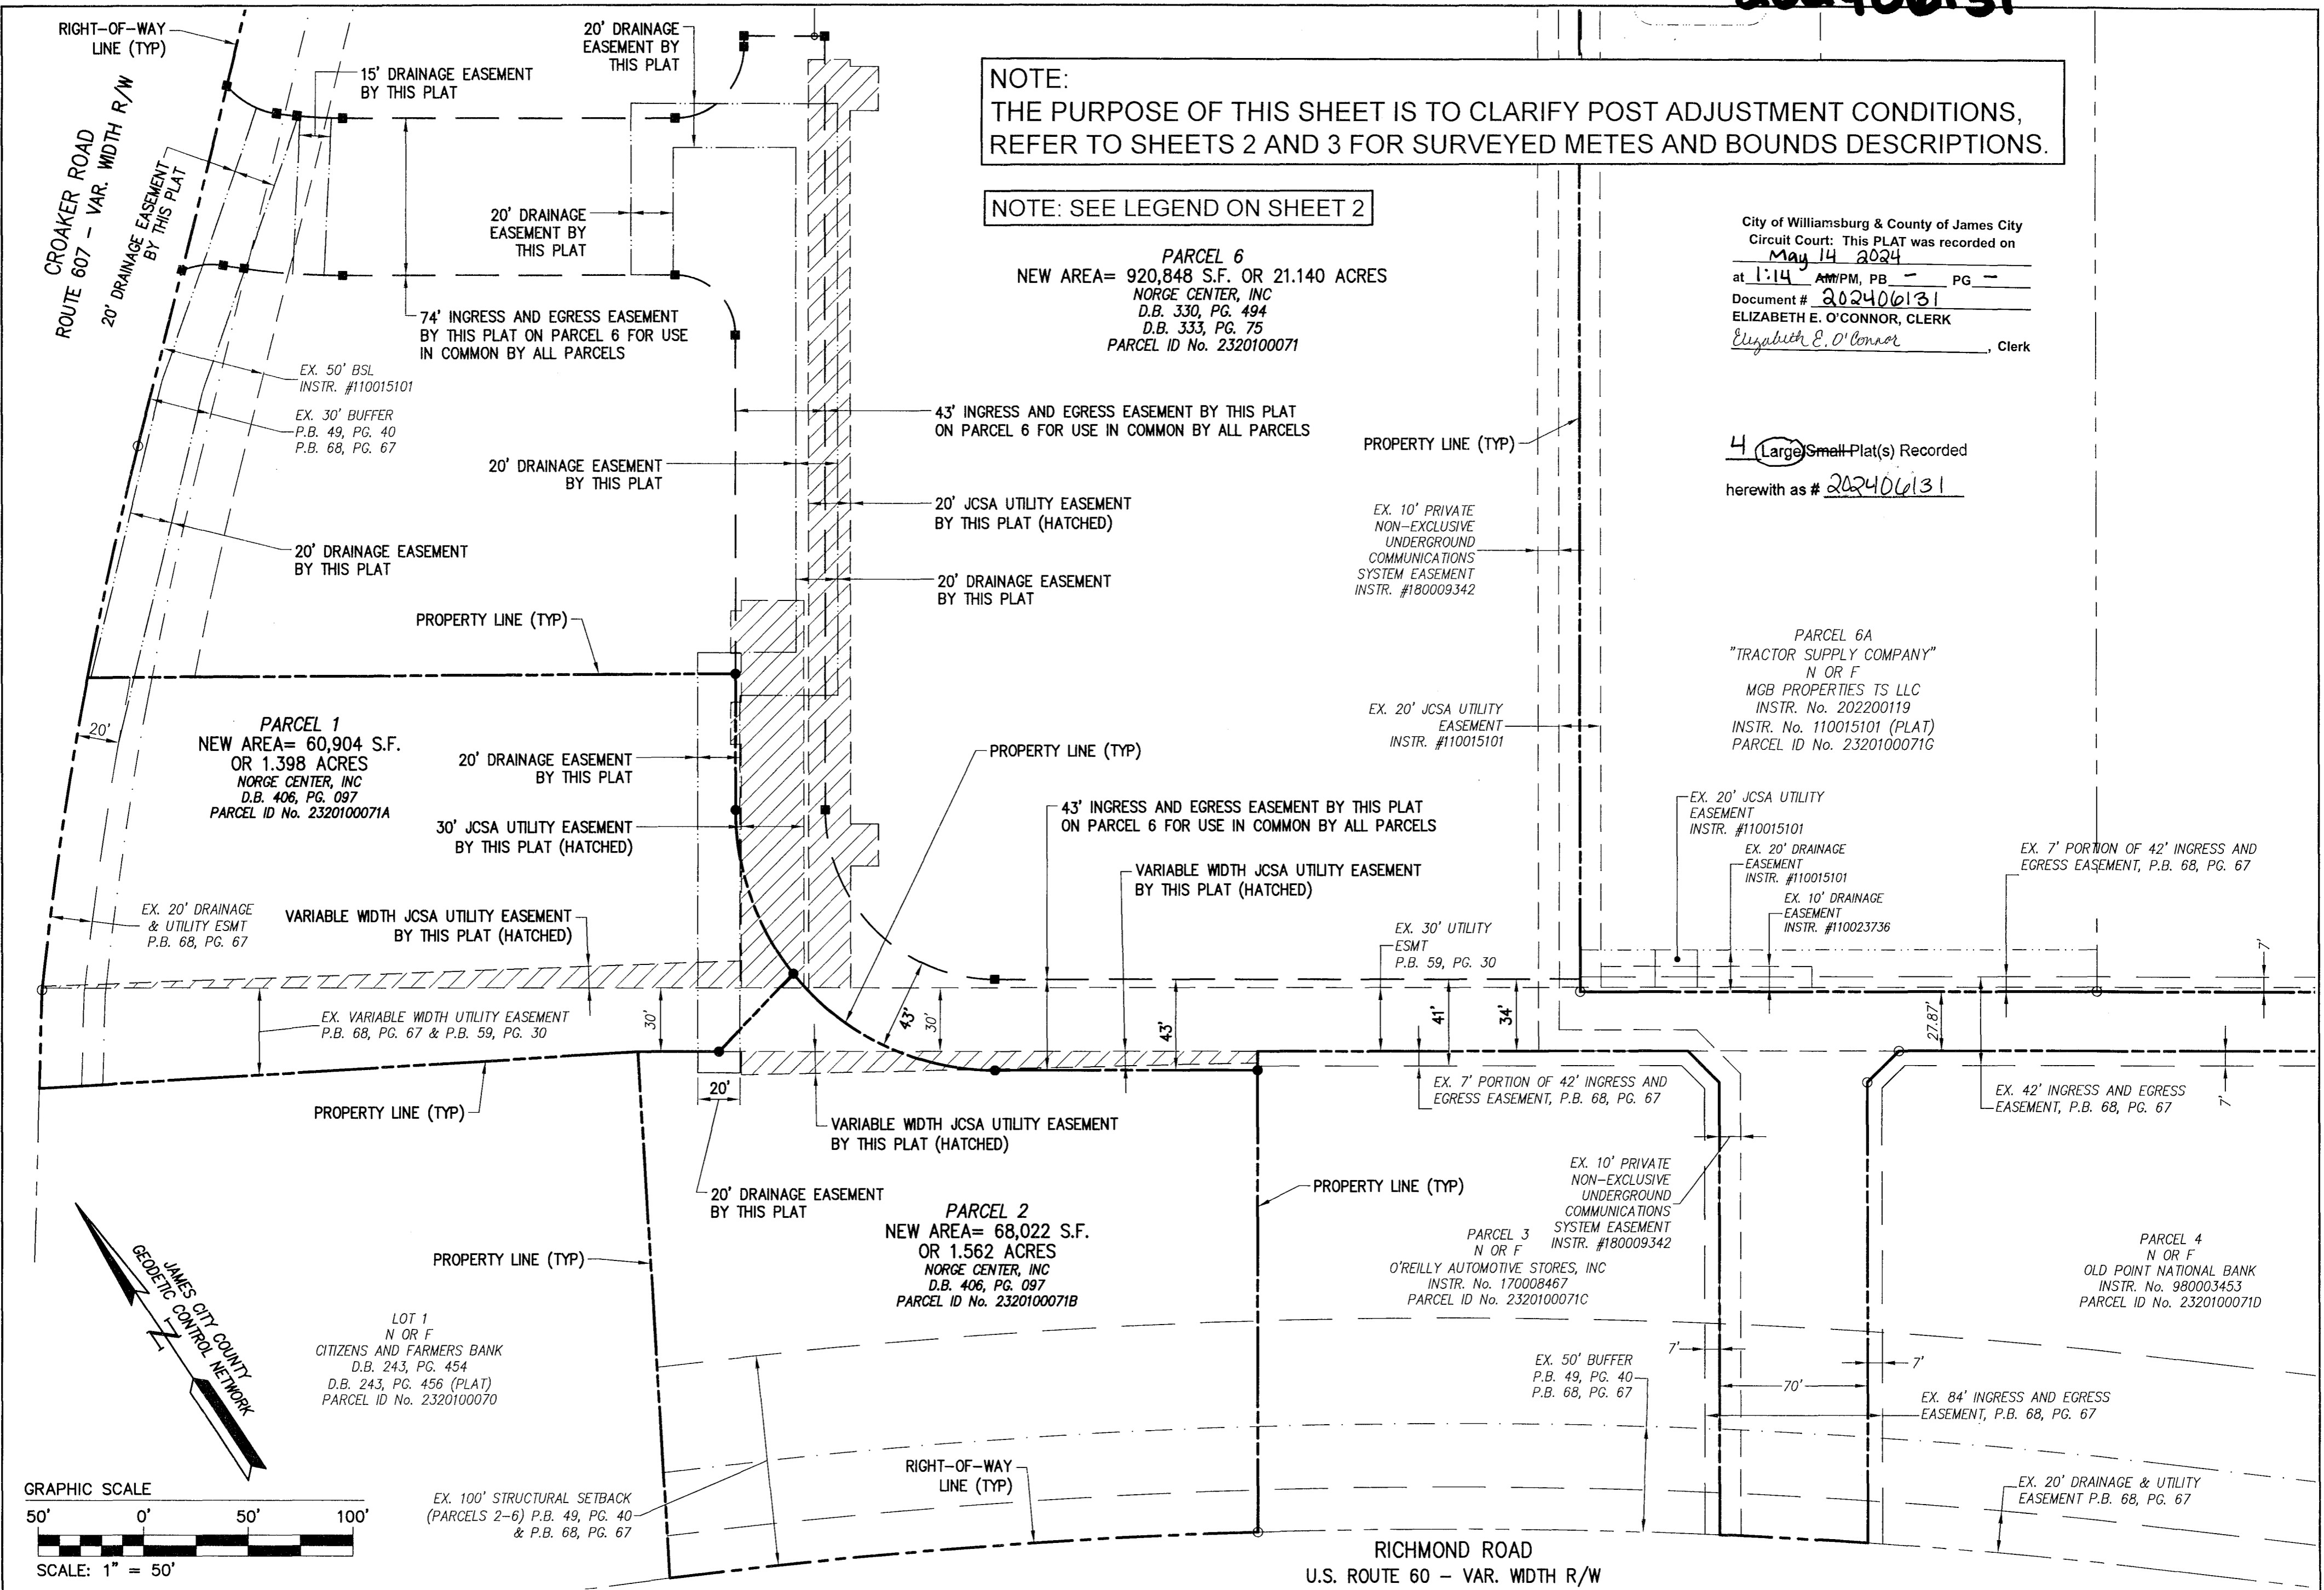 202406131
RIGHT-OF-WAY
LINE (TYP)
CROAKER ROAD
ROUTE 607 - VAR. WIDTH R/W
20' DRAINAGE EASEMENT
BY THIS PLAT
15' DRAINAGE EASEMENT
BY THIS PLAT
20' DRAINAGE
EASEMENT BY
THIS PLAT
20' DRAINAGE
EASEMENT BY
THIS PLAT
74' INGRESS AND EGRESS EASEMENT
BY THIS PLAT ON PARCEL 6 FOR USE
IN COMMON BY ALL PARCELS
EX. 50' BSL
INSTR. #110015101
EX. 30' BUFFER
P.B. 49, PG. 40
P.B. 68, PG. 67
20' DRAINAGE EASEMENT
BY THIS PLAT
20' DRAINAGE EASEMENT
BY THIS PLAT
PROPERTY LINE (TYP)
NOTE:
THE PURPOSE OF THIS SHEET IS TO CLARIFY POST ADJUSTMENT CONDITIONS,
REFER TO SHEETS 2 AND 3 FOR SURVEYED METES AND BOUNDS DESCRIPTIONS.
NOTE: SEE LEGEND ON SHEET 2
PARCEL 6
NEW AREA= 920,848 S.F. OR 21.140 ACRES
NORGE CENTER, INC
D.B. 330, PG. 494
D.B. 333, PG. 75
PARCEL ID No. 2320100071
43' INGRESS AND EGRESS EASEMENT BY THIS PLAT
ON PARCEL 6 FOR USE IN COMMON BY ALL PARCELS
20' JCSA UTILITY EASEMENT
BY THIS PLAT (HATCHED)
20' DRAINAGE EASEMENT
BY THIS PLAT
City of Williamsburg & County of James City
Circuit Court: This PLAT was recorded on
May 14 2024
at 1:14 AM/PM, PB - PG -
Document # 202406131
ELIZABETH E. O'CONNOR, CLERK
Elizabeth E. O'Connor, Clerk
4 Large/Small Plat(s) Recorded
herewith as # 202406131
PROPERTY LINE (TYP)
EX. 10' PRIVATE
NON-EXCLUSIVE
UNDERGROUND
COMMUNICATIONS
SYSTEM EASEMENT
INSTR. #180009342
EX. 20' JCSA UTILITY
EASEMENT
INSTR. #110015101
PARCEL 6A
"TRACTOR SUPPLY COMPANY"
N OR F
MGB PROPERTIES TS LLC
INSTR. No. 202200119
INSTR. No. 110015101 (PLAT)
PARCEL ID No. 2320100071G
EX. 20' JCSA UTILITY
EASEMENT
INSTR. #110015101
EX. 20' DRAINAGE
EASEMENT
INSTR. #110015101
EX. 10' DRAINAGE
EASEMENT
INSTR. #110023736
EX. 7' PORTION OF 42' INGRESS AND
EGRESS EASEMENT, P.B. 68, PG. 67
20'
PARCEL 1
NEW AREA= 60,904 S.F.
OR 1.398 ACRES
NORGE CENTER, INC
D.B. 406, PG. 097
PARCEL ID No. 2320100071A
20' DRAINAGE EASEMENT
BY THIS PLAT
30' JCSA UTILITY EASEMENT
BY THIS PLAT (HATCHED)
PROPERTY LINE (TYP)
43' INGRESS AND EGRESS EASEMENT BY THIS PLAT
ON PARCEL 6 FOR USE IN COMMON BY ALL PARCELS
VARIABLE WIDTH JCSA UTILITY EASEMENT
BY THIS PLAT (HATCHED)
EX. 20' DRAINAGE
& UTILITY ESMT
P.B. 68, PG. 67
VARIABLE WIDTH JCSA UTILITY EASEMENT
BY THIS PLAT (HATCHED)
EX. 30' UTILITY
ESMT
P.B. 59, PG. 30
EX. VARIABLE WIDTH UTILITY EASEMENT
P.B. 68, PG. 67 & P.B. 59, PG. 30
30'
43'
30'
43'
41'
34'
27.87'
7'
7'
PROPERTY LINE (TYP)
20'
VARIABLE WIDTH JCSA UTILITY EASEMENT
BY THIS PLAT (HATCHED)
20' DRAINAGE EASEMENT
BY THIS PLAT
EX. 7' PORTION OF 42' INGRESS AND
EGRESS EASEMENT, P.B. 68, PG. 67
EX. 42' INGRESS AND EGRESS
EASEMENT, P.B. 68, PG. 67
PROPERTY LINE (TYP)
PARCEL 2
NEW AREA= 68,022 S.F.
OR 1.562 ACRES
NORGE CENTER, INC
D.B. 406, PG. 097
PARCEL ID No. 2320100071B
PROPERTY LINE (TYP)
EX. 10' PRIVATE
NON-EXCLUSIVE
UNDERGROUND
COMMUNICATIONS
SYSTEM EASEMENT
INSTR. #180009342
PARCEL 3
N OR F
O'REILLY AUTOMOTIVE STORES, INC
INSTR. No. 170008467
PARCEL ID No. 2320100071C
PARCEL 4
N OR F
OLD POINT NATIONAL BANK
INSTR. No. 980003453
PARCEL ID No. 2320100071D
JAMES CITY COUNTY
GEODETIC CONTROL NETWORK
N
LOT 1
N OR F
CITIZENS AND FARMERS BANK
D.B. 243, PG. 454
D.B. 243, PG. 456 (PLAT)
PARCEL ID No. 2320100070
EX. 50' BUFFER
P.B. 49, PG. 40
P.B. 68, PG. 67
7'
7'
70'
EX. 84' INGRESS AND EGRESS
EASEMENT, P.B. 68, PG. 67
EX. 100' STRUCTURAL SETBACK
(PARCELS 2-6) P.B. 49, PG. 40
& P.B. 68, PG. 67
RIGHT-OF-WAY
LINE (TYP)
EX. 20' DRAINAGE & UTILITY
EASEMENT P.B. 68, PG. 67
GRAPHIC SCALE
50' 0' 50' 100'
SCALE: 1" = 50'
RICHMOND ROAD
U.S. ROUTE 60 - VAR. WIDTH R/W